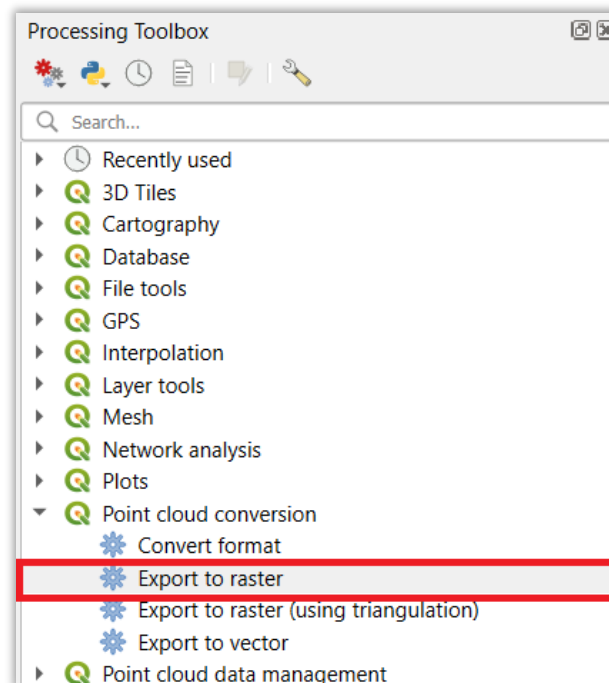 Processing Toolbox
Search...
Recently used
3D Tiles
Cartography
Database
File tools
GPS
Interpolation
Layer tools
Mesh
Network analysis
Plots
Point cloud conversion
Convert format
Export to raster
Export to raster (using triangulation)
Export to vector
Point cloud data management